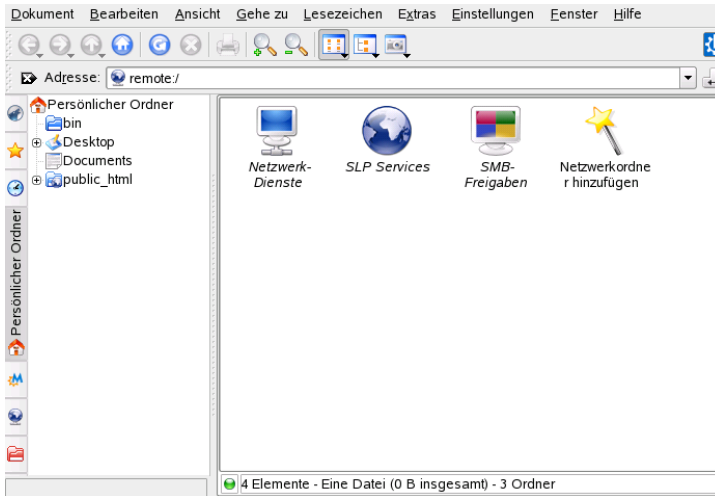 Dokument Bearbeiten Ansicht Gehe zu Lesezeichen Extras Einstellungen Fenster Hilfe
Adresse: remote:/
Persönlicher Ordner
bin
Desktop
Documents
public_html
Persönlicher Ordner
Netzwerk-
Dienste
SLP Services
SMB-
Freigaben
Netzwerkordne
r hinzufügen
4 Elemente - Eine Datei (0 B insgesamt) - 3 Ordner